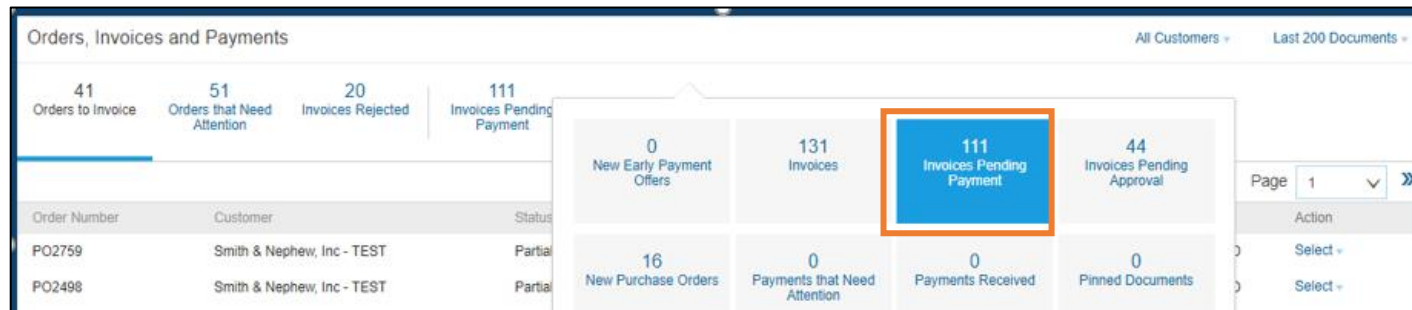 Orders, Invoices and Payments
All Customers
Last 200 Documents
41
Orders to Invoice
51
Orders that Need
Attention
20
Invoices Rejected
111
Invoices Pending
Payment
0
New Early Payment
Offers
131
Invoices
111
Invoices Pending
Payment
44
Invoices Pending
Approval
Page 1 »
Order Number Customer Status Action
PO2759 Smith & Nephew, Inc - TEST Partial Select
PO2498 Smith & Nephew, Inc - TEST Partial Select
16
New Purchase Orders
0
Payments that Need
Attention
0
Payments Received
0
Pinned Documents